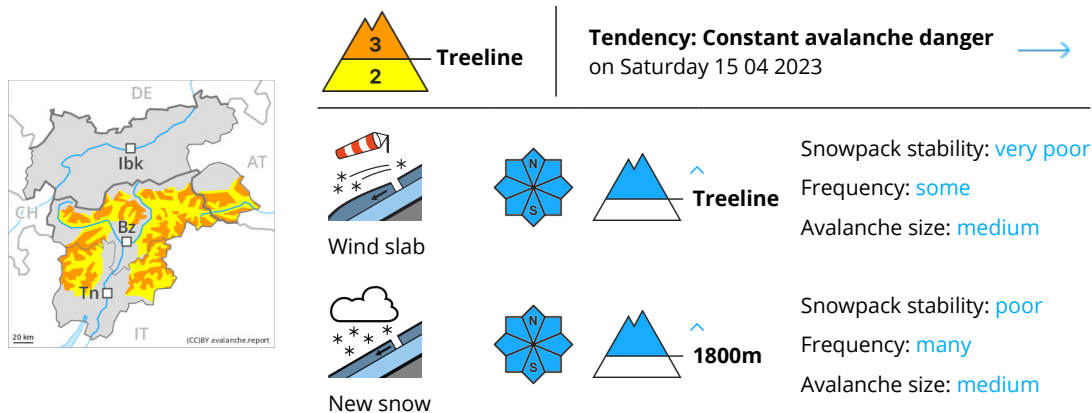 3
2
Treeline
Tendency: Constant avalanche danger
on Saturday 15 04 2023
DE
Ibk
AT
CH
Bz
Tn
IT
20 km
(CC)BY avalanche.report
Wind slab
N
S
Treeline
Snowpack stability: very poor
Frequency: some
Avalanche size: medium
New snow
N
S
1800m
Snowpack stability: poor
Frequency: many
Avalanche size: medium